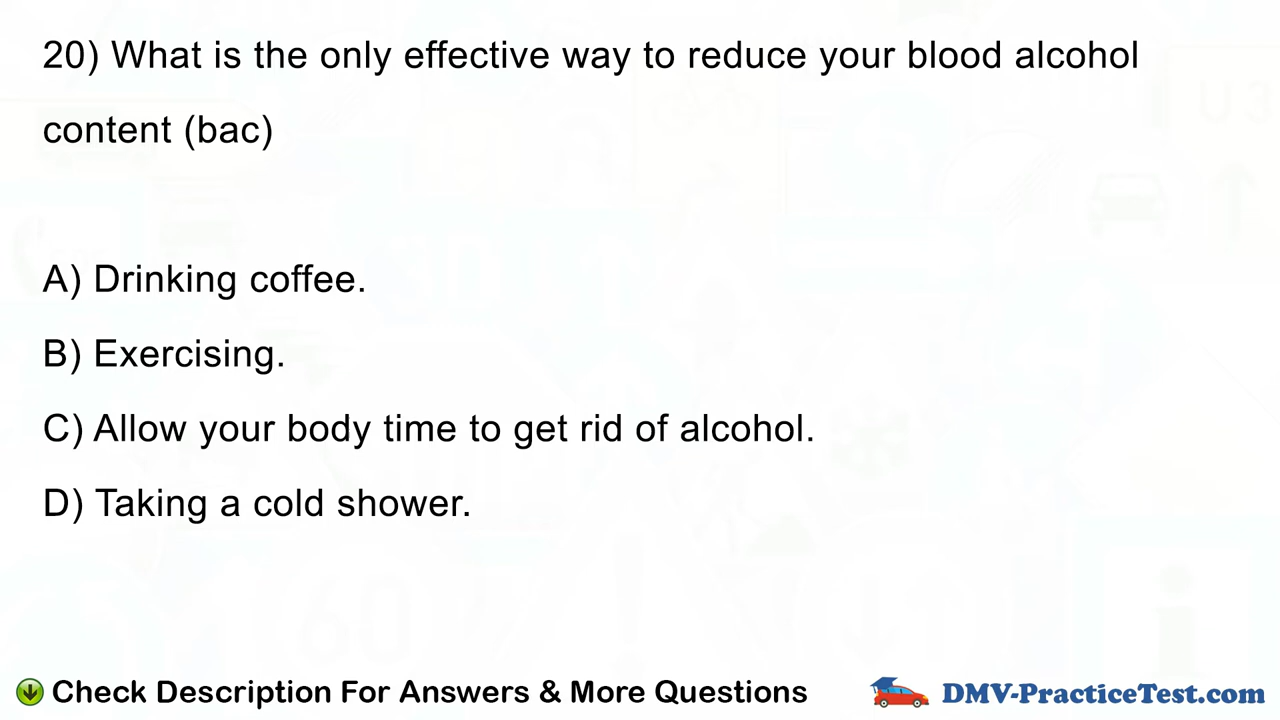 20) What is the only effective way to reduce your blood alcohol
content (bac)
A) Drinking coffee.
B) Exercising.
C) Allow your body time to get rid of alcohol.
D) Taking a cold shower.
Check Description For Answers & More Questions
DMV-PracticeTest.com